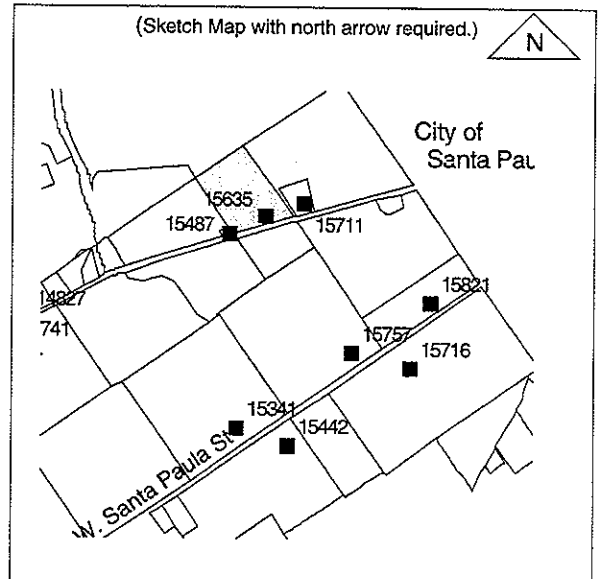 (Sketch Map with north arrow required.)
N
City of
Santa Pau
15635
15487
15711
14827
741
15821
15757
15716
15341
15442
W. Santa Paula St